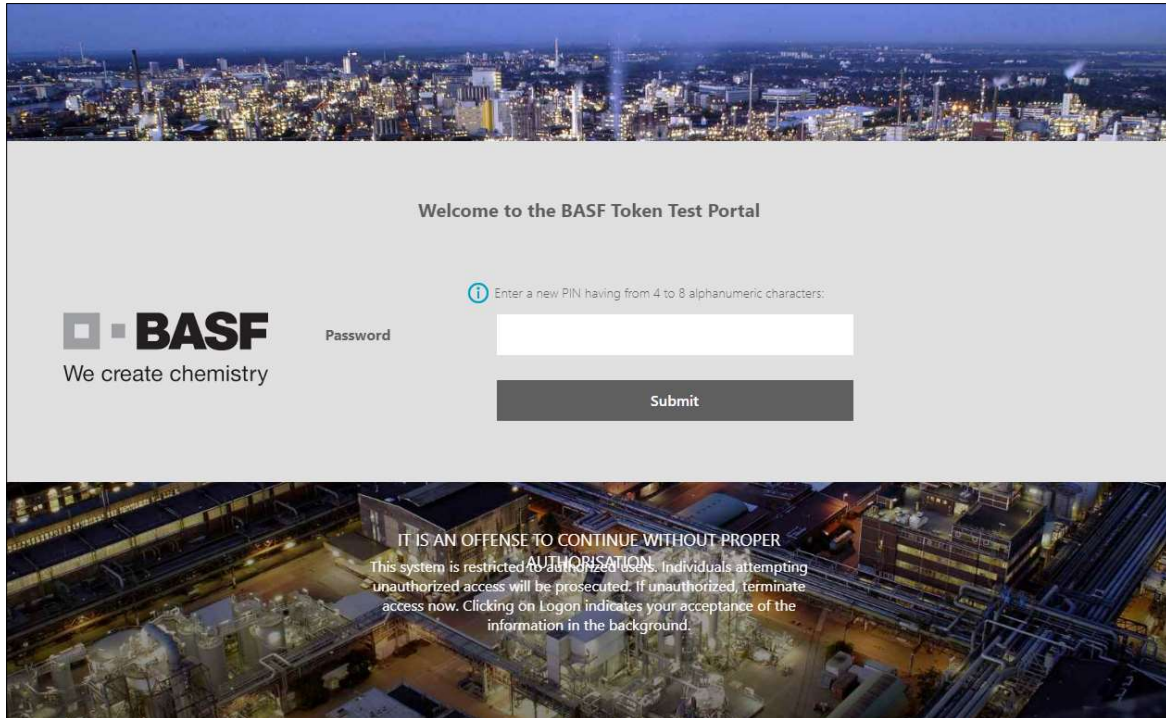 Welcome to the BASF Token Test Portal
Enter a new PIN having from 4 to 8 alphanumeric characters:
BASF
We create chemistry
Password
Submit
IT IS AN OFFENSE TO CONTINUE WITHOUT PROPER
AUTHORISATION
This system is restricted to authorized users. Individuals attempting
unauthorized access will be prosecuted. If unauthorized, terminate
access now. Clicking on Logon indicates your acceptance of the
information in the background.